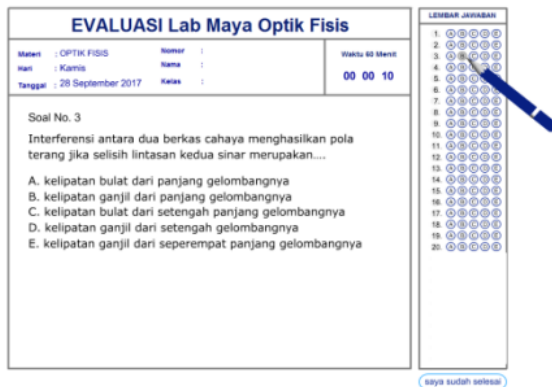 EVALUASI Lab Maya Optik Fisis
Materi : OPTIK FISIS
Hari : Kamis
Tanggal : 28 September 2017
Nomor :
Nama :
Kelas :
Waktu 60 Menit
00 00 10
Soal No. 3
Interferensi antara dua berkas cahaya menghasilkan pola
terang jika selisih lintasan kedua sinar merupakan....
A. kelipatan bulat dari panjang gelombangnya
B. kelipatan ganjil dari panjang gelombangnya
C. kelipatan bulat dari setengah panjang gelombangnya
D. kelipatan ganjil dari setengah gelombangnya
E. kelipatan ganjil dari seperempat panjang gelombangnya
LEMBAR JAWABAN
1. A B C D E
2. A B C D E
3. A B D E
4. A B C D E
5. A B C E
6. A B C D
7. A B C D E
8. A B C D E
9. A B C D E
10. A B C D E
11. A B C D E
12. A B C D E
13. A B C D E
14. A B C D E
15. A B C D E
16. A B C D E
17. A B C D E
18. A B C D E
19. A B C D E
20. A B C D E
saya sudah selesai